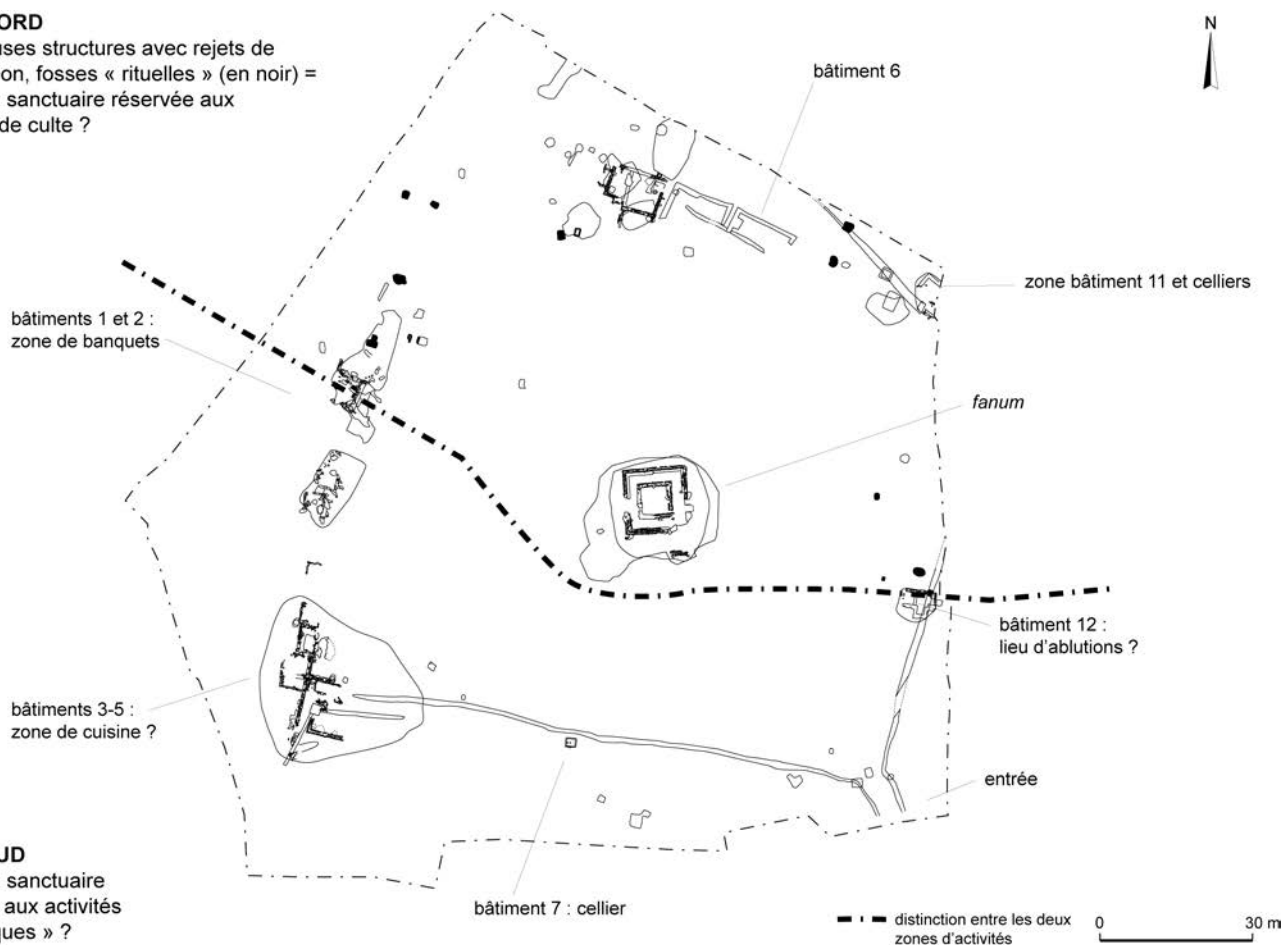 ORD
uses structures avec rejets de
on, fosses « rituelles » (en noir) =
sanctuaire réservée aux
de culte ?
N
bâtiment 6
zone bâtiment 11 et celliers
bâtiments 1 et 2 :
zone de banquets
fanum
bâtiment 12 :
lieu d’ablutions ?
bâtiments 3-5 :
zone de cuisine ?
entrée
UD
sanctuaire
aux activités
ques » ?
bâtiment 7 : cellier
distinction entre les deux
zones d’activités
0
30 m